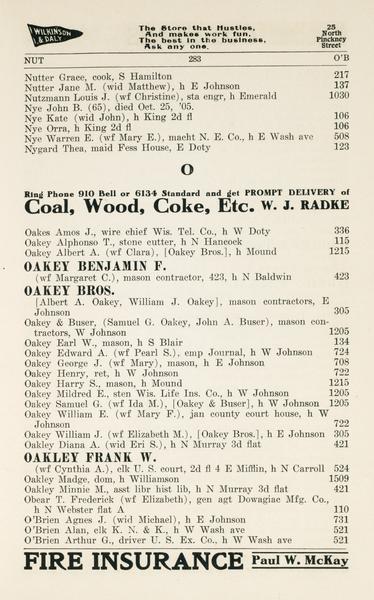 WILKINSON & DALY
The Store that Hustles,
And makes work fun.
The best in the business.
Ask any one.
25
North
Pinckney
Street
NUT 283 O'B
Nutter Grace, cook, S Hamilton 217
Nutter Jane M. (wid Matthew), h E Johnson 137
Nutzmann Louis J. (wf Christine), sta engr, h Emerald 1030
Nye John B. (65), died Oct. 25, '05.
Nye Kate (wid John), h King 2d fl 106
Nye Orra, h King 2d fl 106
Nye Warren E. (wf Mary E.), macht N. E. Co., h E Wash ave 508
Nygard Thea, maid Fess House, E Doty 123
O
Ring Phone 910 Bell or 6134 Standard and get PROMPT DELIVERY of
Coal, Wood, Coke, Etc. W. J. RADKE
Oakes Amos J., wire chief Wis. Tel. Co., h W Doty 336
Oakey Alphonso T., stone cutter, h N Hancock 115
Oakey Albert A. (wf Clara), [Oakey Bros.], h Mound 1215
OAKEY BENJAMIN F.
(wf Margaret C.), mason contractor, 423, h N Baldwin 423
OAKEY BROS.
[Albert A. Oakey, William J. Oakey], mason contractors, E
Johnson 305
Oakey & Buser, (Samuel G. Oakey, John A. Buser), mason con-
tractors, W Johnson 1205
Oakey Earl W., mason, h S Blair 134
Oakey Edward A. (wf Pearl S.), emp Journal, h W Johnson 724
Oakey George J. (wf Mary), mason, h E Johnson 708
Oakey Henry, ret, h W Johnson 722
Oakey Harry S., mason, h Mound 1215
Oakey Mildred E., sten Wis. Life Ins. Co., h W Johnson 1205
Oakey Samuel G. (wf Ida M.), [Oakey & Buser], h W Johnson 1205
Oakey William E. (wf Mary F.), jan county court house, h W
Johnson 722
Oakey William J. (wf Elizabeth M.), [Oakey Bros.], h E Johnson 305
Oakley Diana A. (wid Eri S.), h N Murray 3d flat 421
OAKLEY FRANK W.
(wf Cynthia A.), clk U. S. court, 2d fl 4 E Mifflin, h N Carroll 524
Oakley Madge, dom, h Williamson 1509
Oakley Minnie M., asst libr hist lib, h N Murray 3d flat 421
Obear T. Frederick (wf Elizabeth), gen agt Dowagiac Mfg. Co.,
h N Webster flat A 110
O'Brien Agnes J. (wid Michael), h E Johnson 731
O'Brien Alan, clk K. N. & K., h W Wash ave 521
O'Brien Arthur G., driver U. S. Ex. Co., h W Wash ave 521
FIRE INSURANCE Paul W. McKay